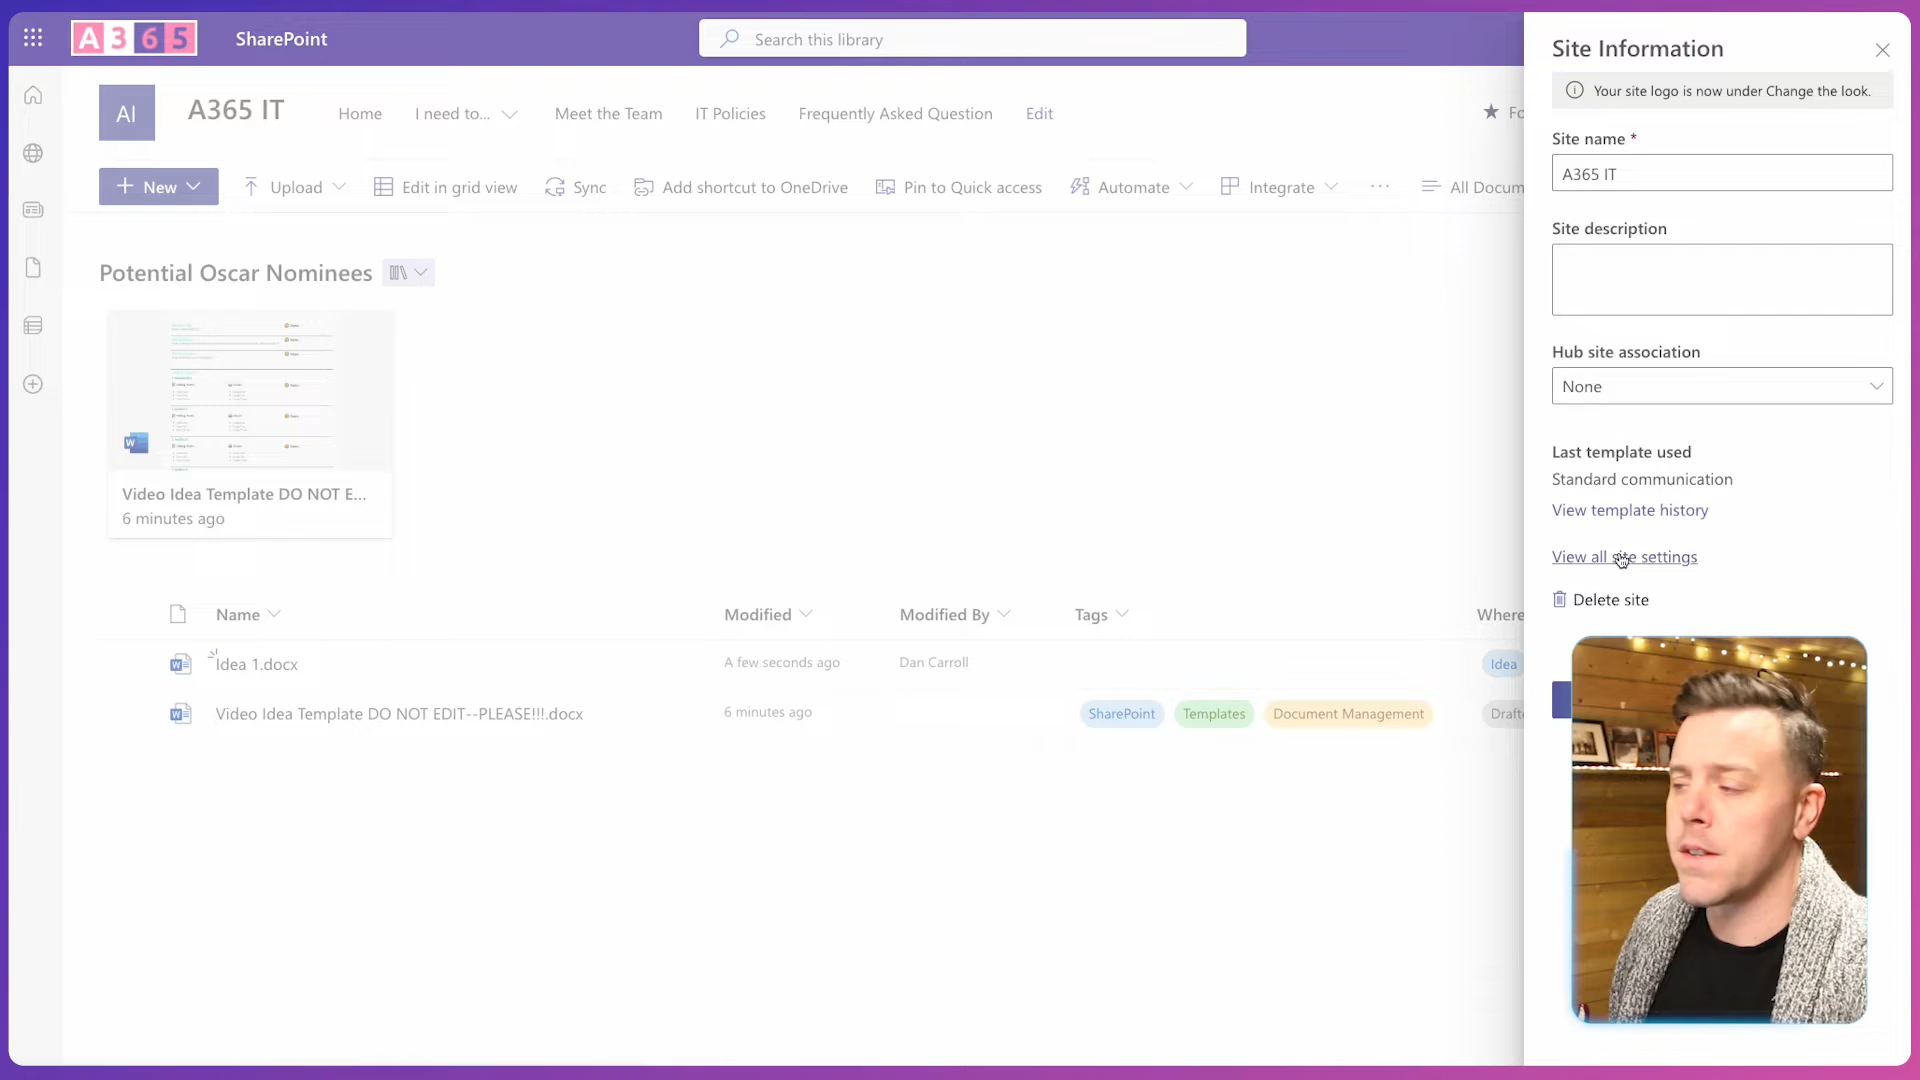 A365
SharePoint
Search this library
AI
A365 IT
Home
I need to...
Meet the Team
IT Policies
Frequently Asked Question
Edit
Fo
New
Upload
Edit in grid view
Sync
Add shortcut to OneDrive
Pin to Quick access
Automate
Integrate
...
All Docum
Potential Oscar Nominees
W
Video Idea Template DO NOT E...
6 minutes ago
Name
Modified
Modified By
Tags
Where
Idea 1.docx
A few seconds ago
Dan Carroll
Idea
Video Idea Template DO NOT EDIT--PLEASE!!!.docx
6 minutes ago
SharePoint
Templates
Document Management
Drafte
Site Information
Your site logo is now under Change the look.
Site name *
A365 IT
Site description
Hub site association
None
Last template used
Standard communication
View template history
View all site settings
Delete site